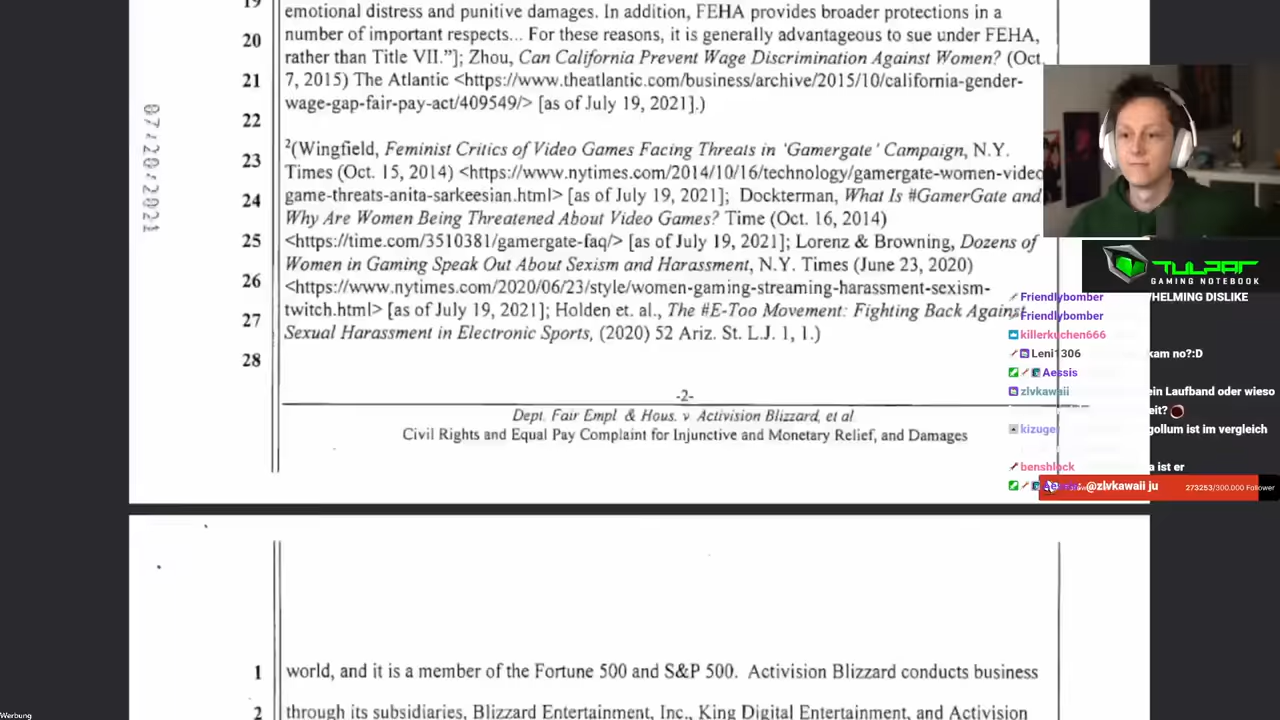 19 emotional distress and punitive damages. In addition, FEHA provides broader protections in a
20 number of important respects... For these reasons, it is generally advantageous to sue under FEHA,
rather than Title VII."]; Zhou, Can California Prevent Wage Discrimination Against Women? (Oct.
21 7, 2015) The Atlantic <https://www.theatlantic.com/business/archive/2015/10/california-gender-
wage-gap-fair-pay-act/409549/> [as of July 19, 2021].)
22
23 2(Wingfield, Feminist Critics of Video Games Facing Threats in 'Gamergate' Campaign, N.Y.
Times (Oct. 15, 2014) <https://www.nytimes.com/2014/10/16/technology/gamergate-women-video
24 game-threats-anita-sarkeesian.html> [as of July 19, 2021]; Dockterman, What Is #GamerGate and
Why Are Women Being Threatened About Video Games? Time (Oct. 16, 2014)
25 <https://time.com/3510381/gamergate-faq/> [as of July 19, 2021]; Lorenz & Browning, Dozens of
Women in Gaming Speak Out About Sexism and Harassment, N.Y. Times (June 23, 2020)
26 <https://www.nytimes.com/2020/06/23/style/women-gaming-streaming-harassment-sexism-
twitch.html> [as of July 19, 2021]; Holden et. al., The #E-Too Movement: Fighting Back Against
27 Sexual Harassment in Electronic Sports, (2020) 52 Ariz. St. L.J. 1, 1.)
28
-2-
Dept. Fair Empl. & Hous. v Activision Blizzard, et al
Civil Rights and Equal Pay Complaint for Injunctive and Monetary Relief, and Damages
07/20/2021
1 world, and it is a member of the Fortune 500 and S&P 500. Activision Blizzard conducts business
2 through its subsidiaries, Blizzard Entertainment, Inc., King Digital Entertainment, and Activision
TULPAR
GAMING NOTEBOOK
Friendlybomber HELMING DISLIKE
Friendlybomber
killerkuchen666
Leni1306 kam no?:D
Aessis
zlvkawaii ein Laufband oder wieso
eit?
kizuge gollum ist im vergleich
benshlock a ist er
@zlvkawaii ju
273253/300.000 Follower
Werbung